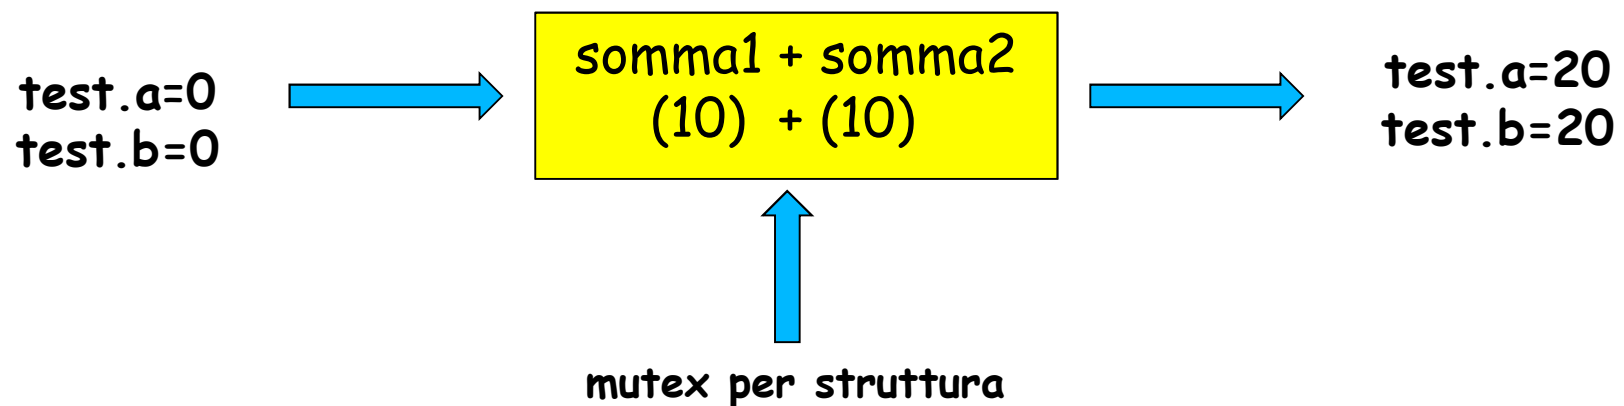 test.a=0
test.b=0
somma1 + somma2
(10) + (10)
test.a=20
test.b=20
mutex per struttura